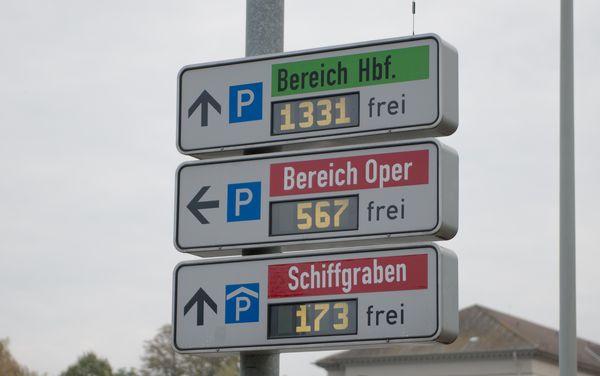 Bereich Hbf.
P 1331 frei
Bereich Oper
P 567 frei
Schiffgraben
P 173 frei